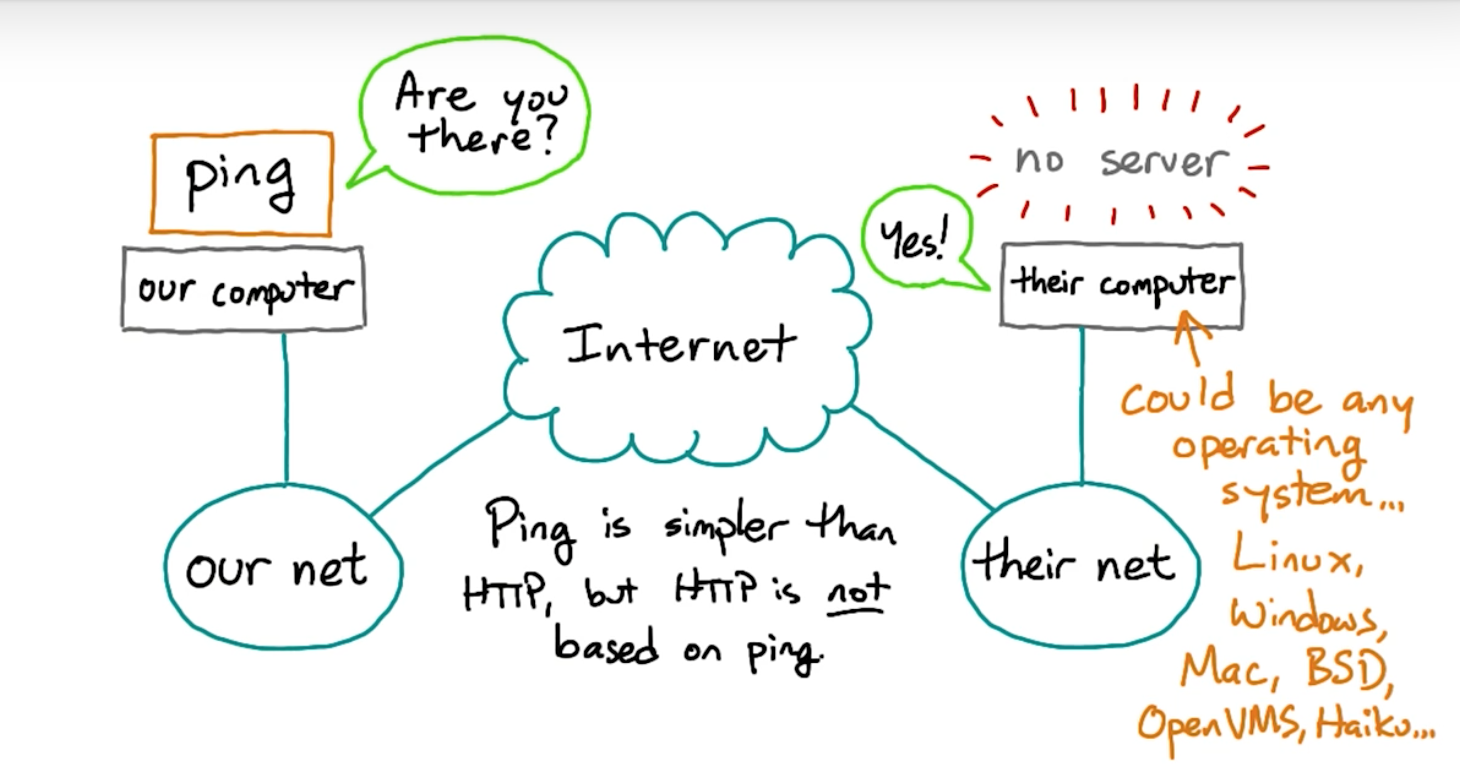 Are you
there?
ping
our computer
no server
Yes!
their computer
Internet
could be any
operating
system...
Linux,
Windows,
Mac, BSD,
OpenVMS, Haiku...
our net
Ping is simpler than
HTTP, but HTTP is not
based on ping.
their net